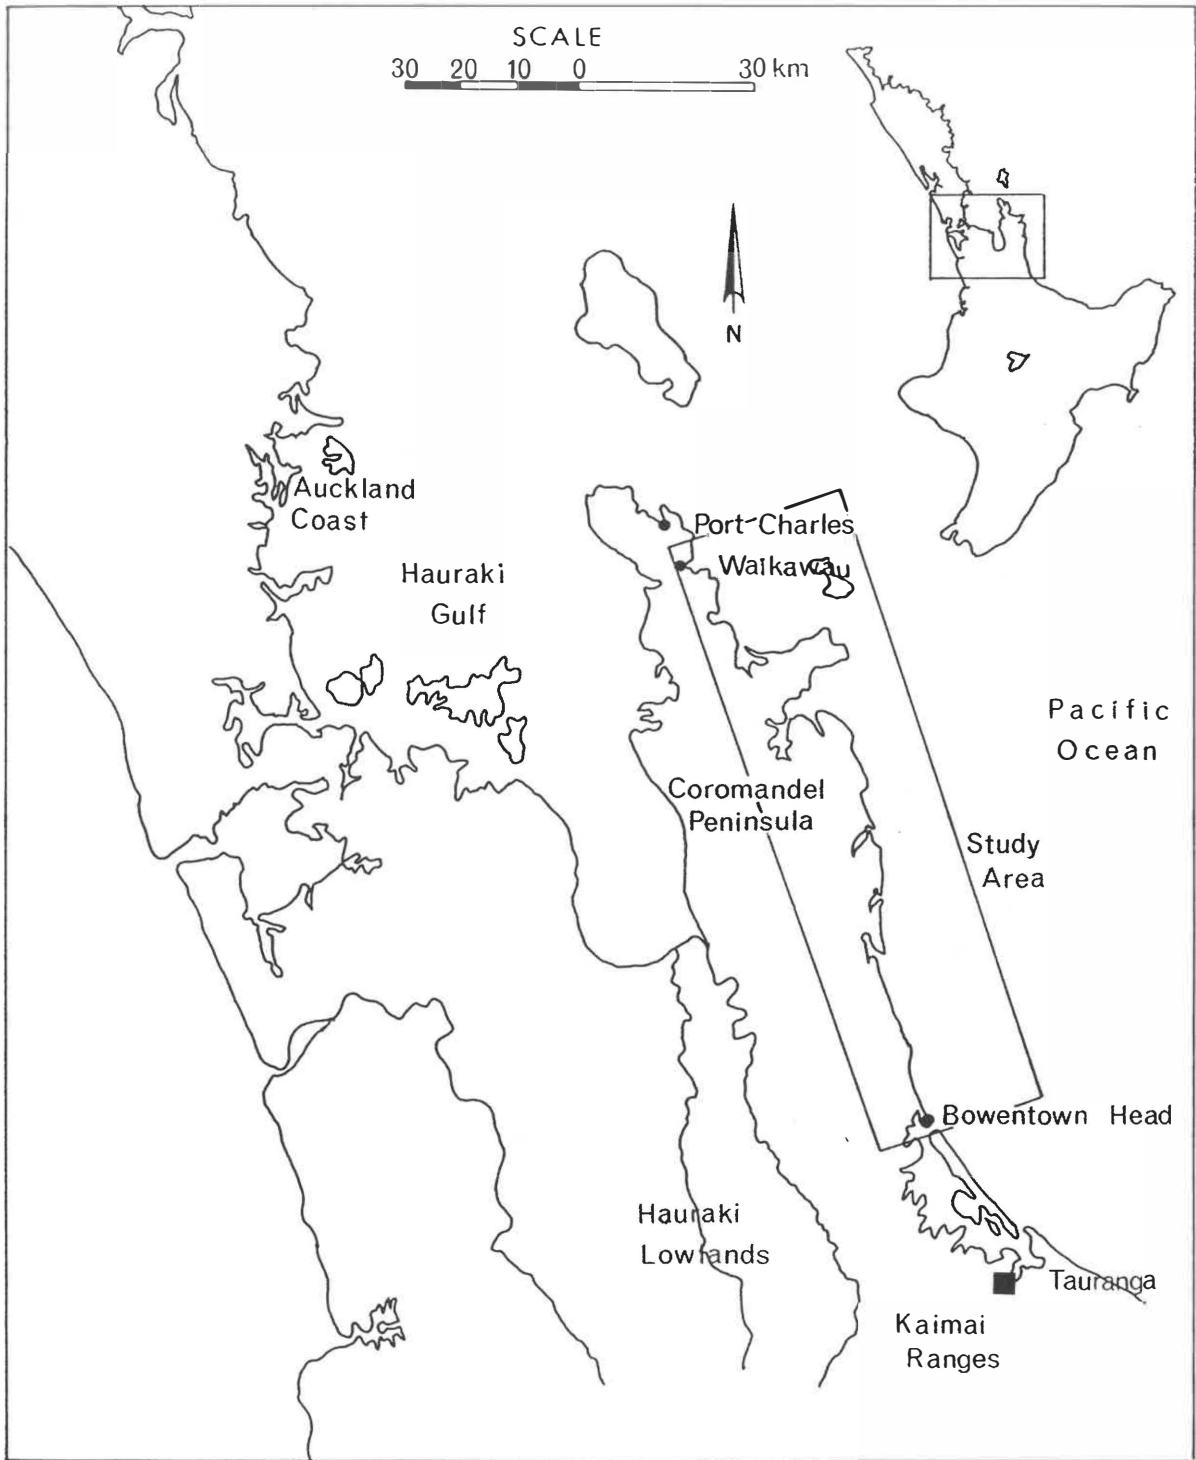 SCALE
30 20 10 0 30 km
N
Auckland
Coast
Port Charles
Waikawau
Hauraki
Gulf
Pacific
Ocean
Coromandel
Peninsula
Study
Area
Bowentown Head
Hauraki
Lowlands
Tauranga
Kaimai
Ranges